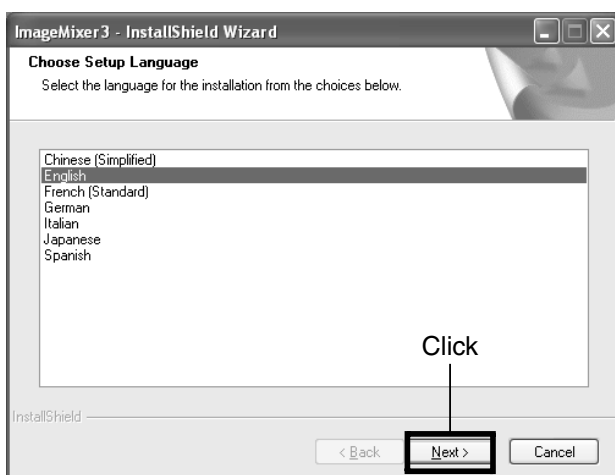 ImageMixer3 - InstallShield Wizard
Choose Setup Language
Select the language for the installation from the choices below.
Chinese (Simplified)
English
French (Standard)
German
Italian
Japanese
Spanish
Click
InstallShield
< Back
Next >
Cancel